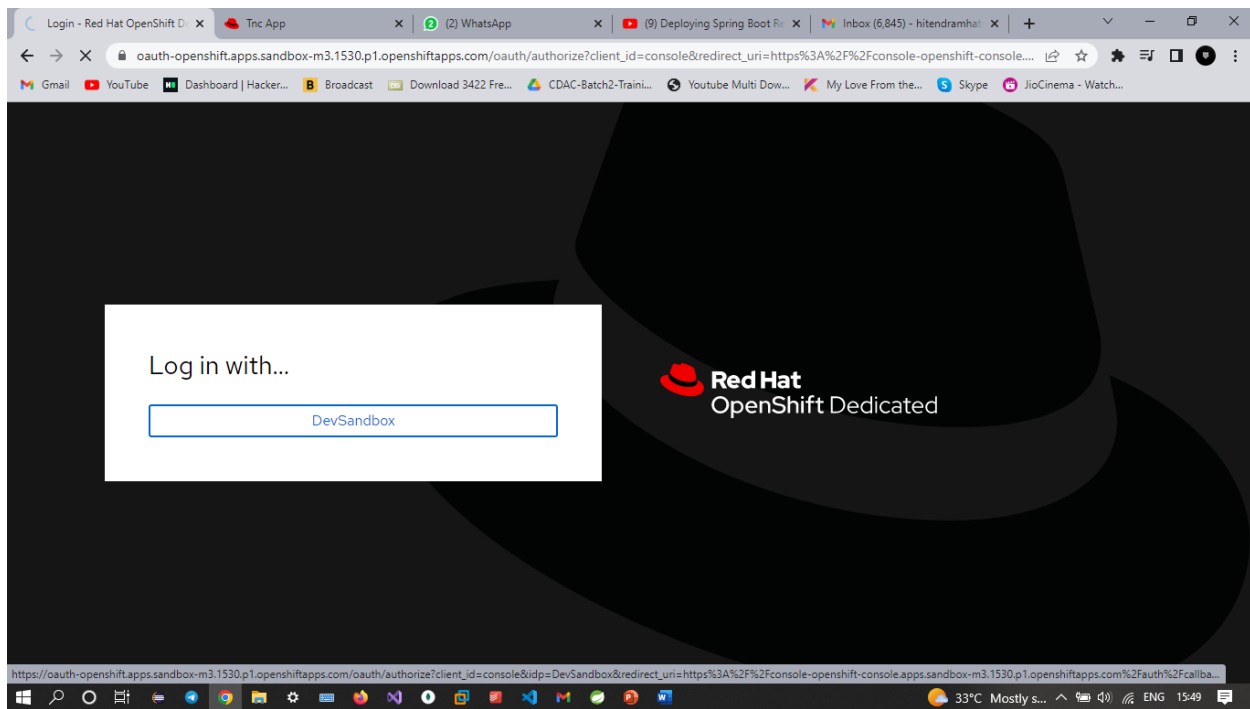 Login - Red Hat OpenShift D
Tnc App
(2) WhatsApp
(9) Deploying Spring Boot Re
Inbox (6,845) - hitendramhat
oauth-openshift.apps.sandbox-m3.1530.p1.openshiftapps.com/oauth/authorize?client_id=console&redirect_uri=https%3A%2F%2Fconsole-openshift-console....
Gmail
YouTube
Dashboard | Hacker...
Broadcast
Download 3422 Fre...
CDAC-Batch2-Traini...
Youtube Multi Dow...
My Love From the...
Skype
JioCinema - Watch...
Log in with...
DevSandbox
Red Hat
OpenShift Dedicated
https://oauth-openshift.apps.sandbox-m3.1530.p1.openshiftapps.com/oauth/authorize?client_id=console&idp=DevSandbox&redirect_uri=https%3A%2F%2Fconsole-openshift-console.apps.sandbox-m3.1530.p1.openshiftapps.com%2Fauth%2Fcallba...
33°C Mostly s...
ENG
15:49